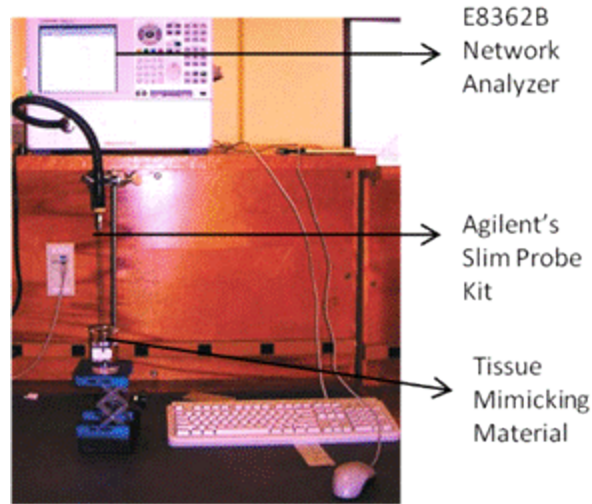 E8362B
Network
Analyzer
Agilent's
Slim Probe
Kit
Tissue
Mimicking
Material